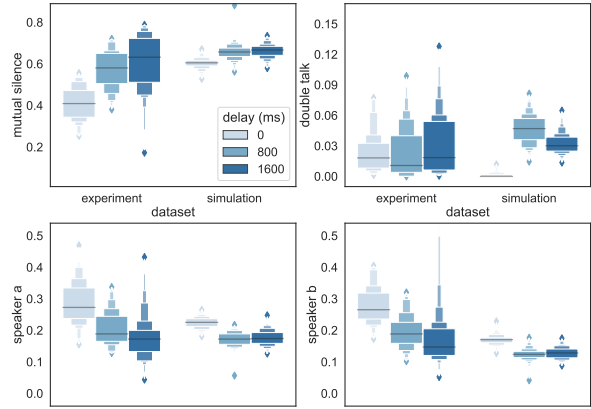 mutual silence
0.8
0.6
0.4
0.2
delay (ms)
0
800
1600
experiment
simulation
dataset
double talk
0.15
0.12
0.09
0.06
0.03
0.00
experiment
simulation
dataset
speaker a
0.5
0.4
0.3
0.2
0.1
0.0
speaker b
0.5
0.4
0.3
0.2
0.1
0.0